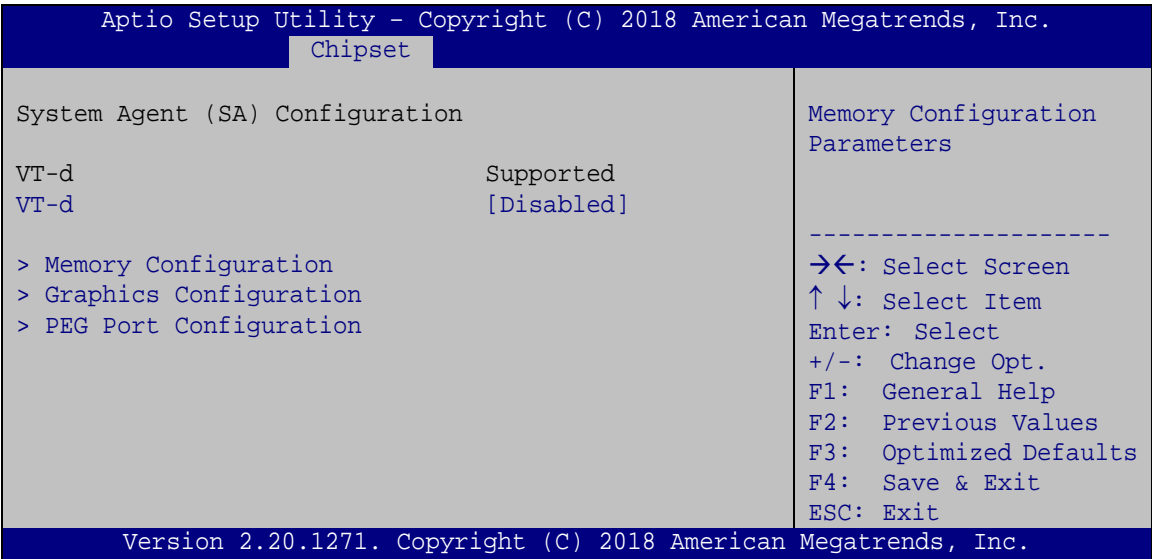 Aptio Setup Utility – Copyright (C) 2018 American Megatrends, Inc.
Chipset
System Agent (SA) Configuration
VT-d Supported
VT-d [Disabled]
> Memory Configuration
> Graphics Configuration
> PEG Port Configuration
Memory Configuration
Parameters
---------------------
→←: Select Screen
↑ ↓: Select Item
Enter: Select
+/-: Change Opt.
F1: General Help
F2: Previous Values
F3: Optimized Defaults
F4: Save & Exit
ESC: Exit
Version 2.20.1271. Copyright (C) 2018 American Megatrends, Inc.